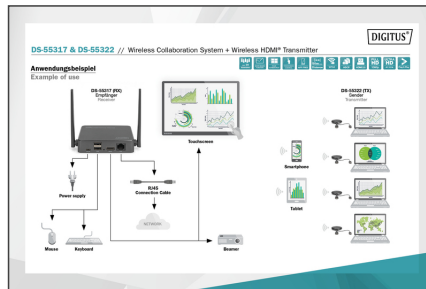 DIGITUS®
DS-55317 & DS-55322 // Wireless Collaboration System + Wireless HDMI® Transmitter
Anwendungsbeispiel
Example of use
DS-55317 (RX)
Empfänger
Receiver
DS-55322 (TX)
Sender
Transmitter
Touchscreen
Smartphone
Power supply
RJ45
Connection Cable
Tablet
NETWORK
Mouse
Keyboard
Beamer